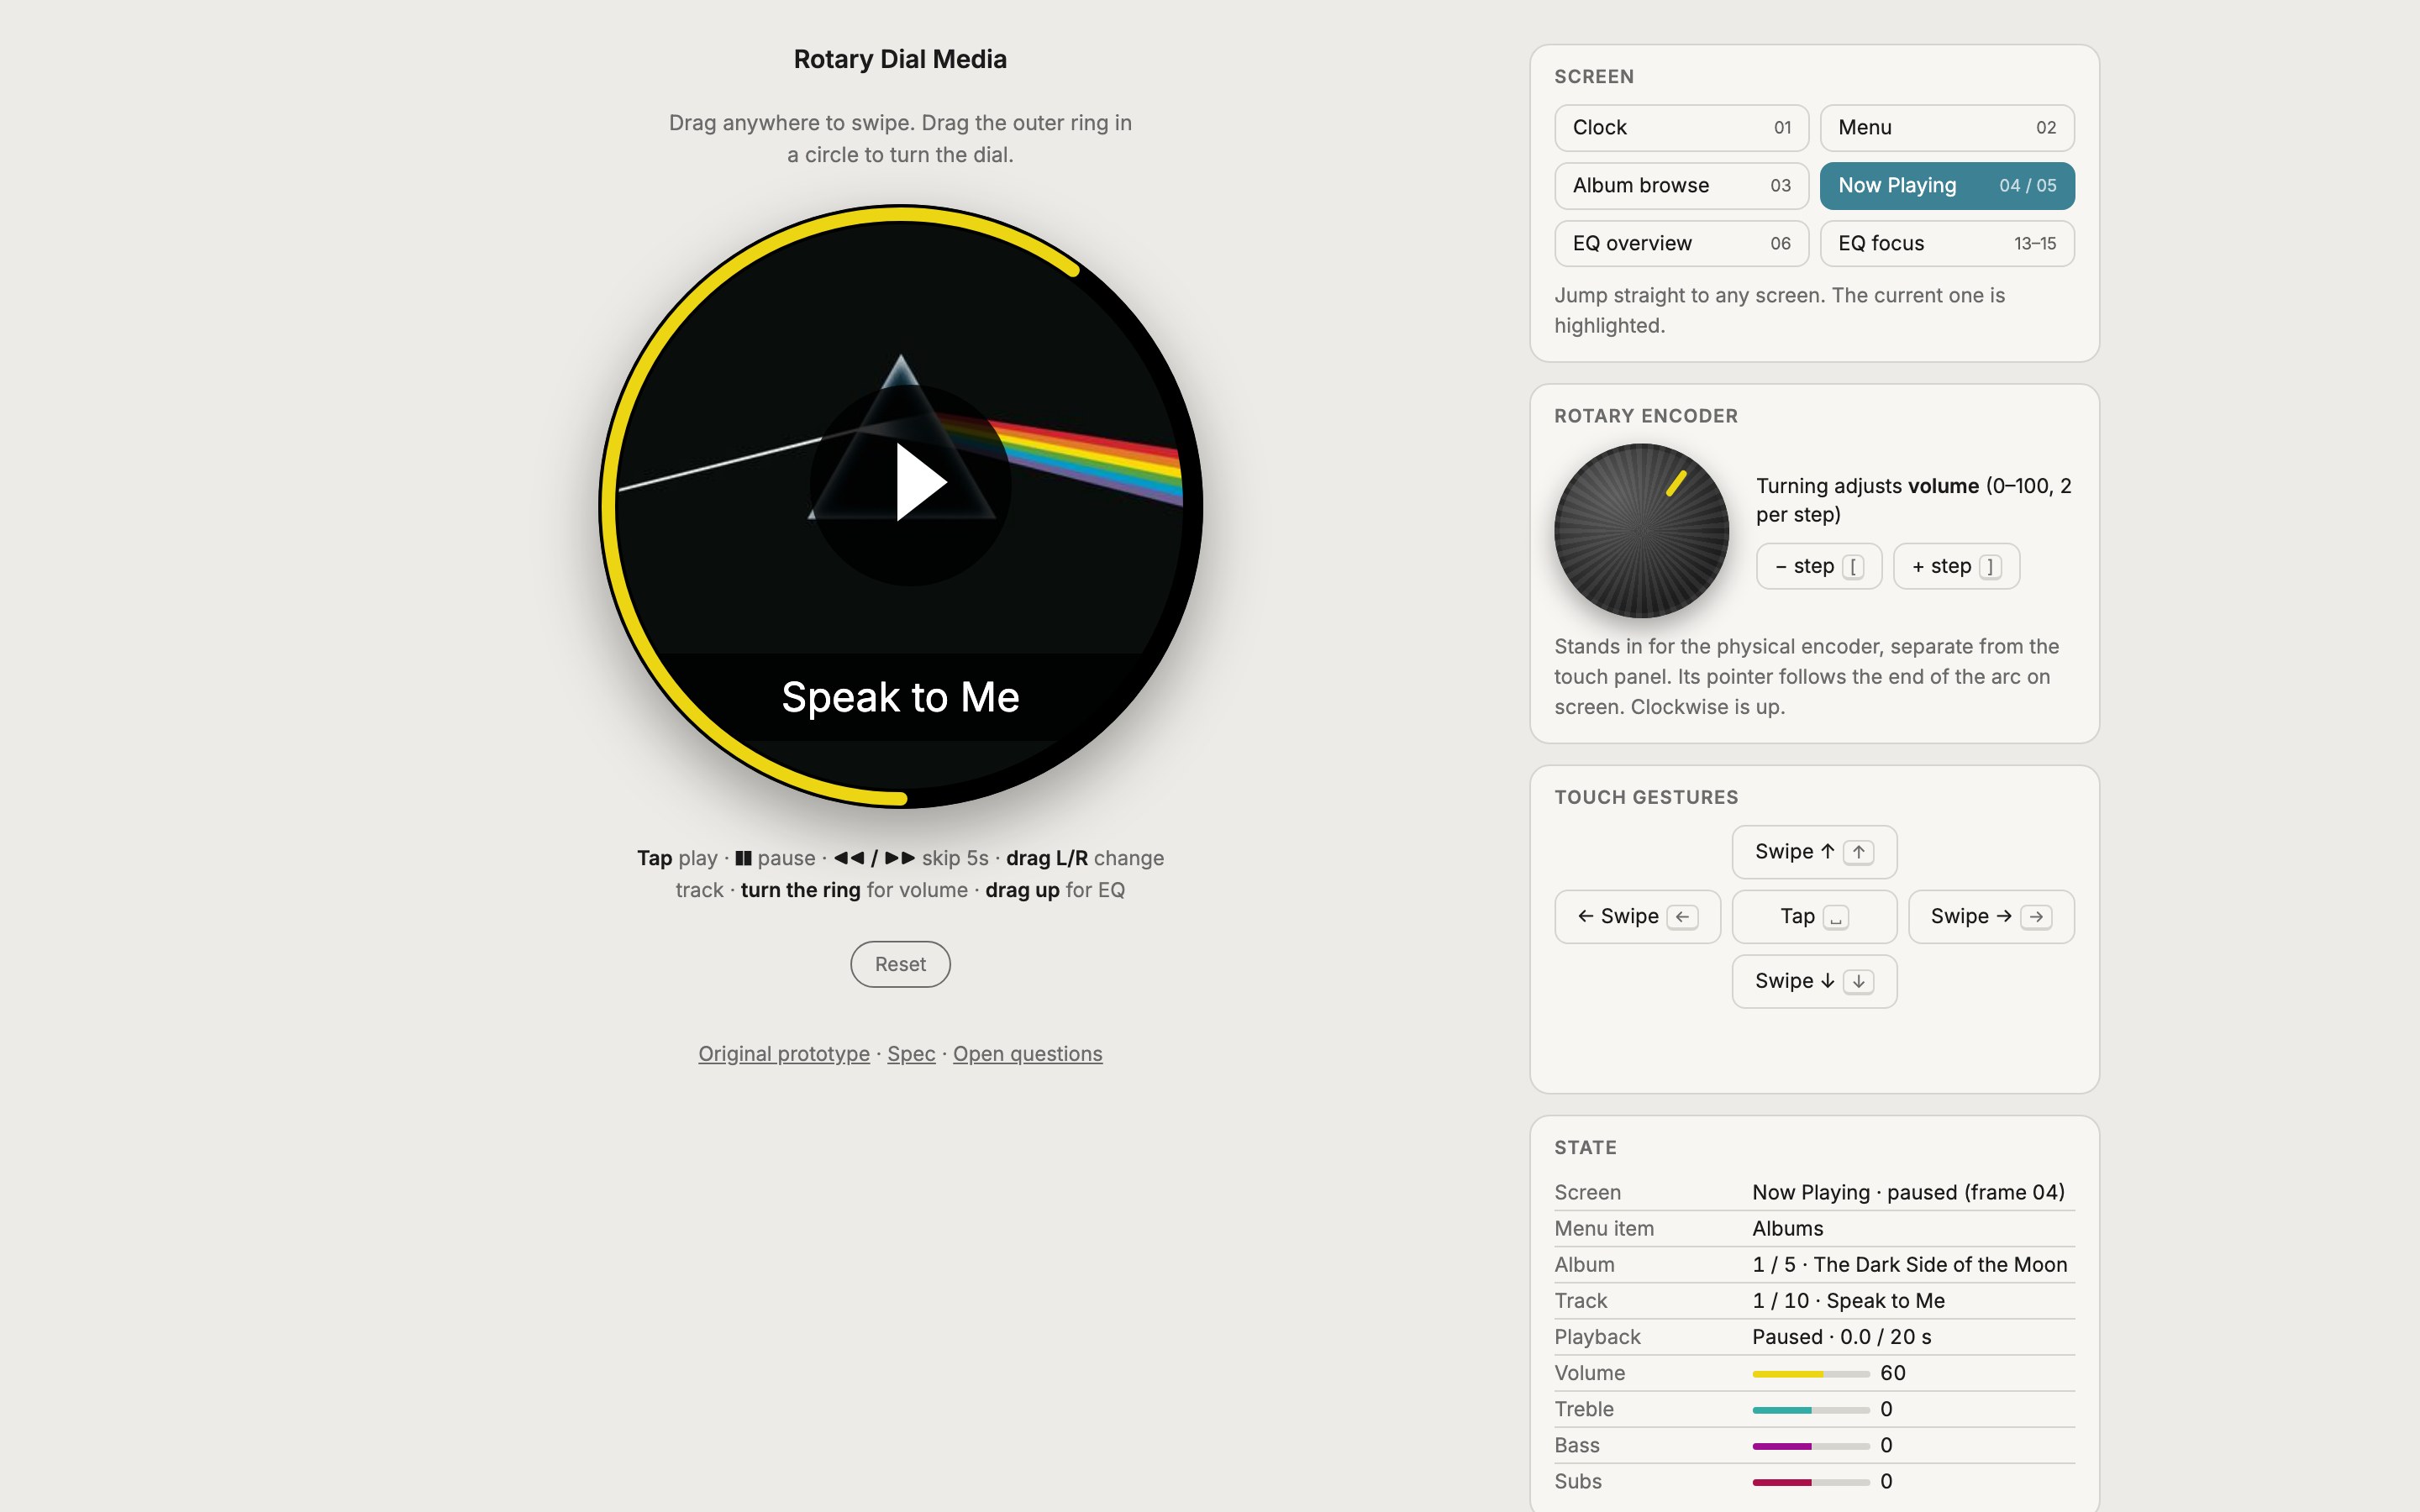 Rotary Dial Media
Drag anywhere to swipe. Drag the outer ring in
a circle to turn the dial.
Speak to Me
Tap play · ▮▮ pause · ◀◀ / ▶▶ skip 5s · drag L/R change
track · turn the ring for volume · drag up for EQ
Reset
Original prototype · Spec · Open questions
SCREEN
Clock 01
Menu 02
Album browse 03
Now Playing 04 / 05
EQ overview 06
EQ focus 13–15
Jump straight to any screen. The current one is
highlighted.
ROTARY ENCODER
Turning adjusts volume (0–100, 2
per step)
− step [
+ step ]
Stands in for the physical encoder, separate from the
touch panel. Its pointer follows the end of the arc on
screen. Clockwise is up.
TOUCH GESTURES
Swipe ↑ ↑
← Swipe ←
Tap ⎵
Swipe → →
Swipe ↓ ↓
STATE
Screen Now Playing · paused (frame 04)
Menu item Albums
Album 1 / 5 · The Dark Side of the Moon
Track 1 / 10 · Speak to Me
Playback Paused · 0.0 / 20 s
Volume 60
Treble 0
Bass 0
Subs 0